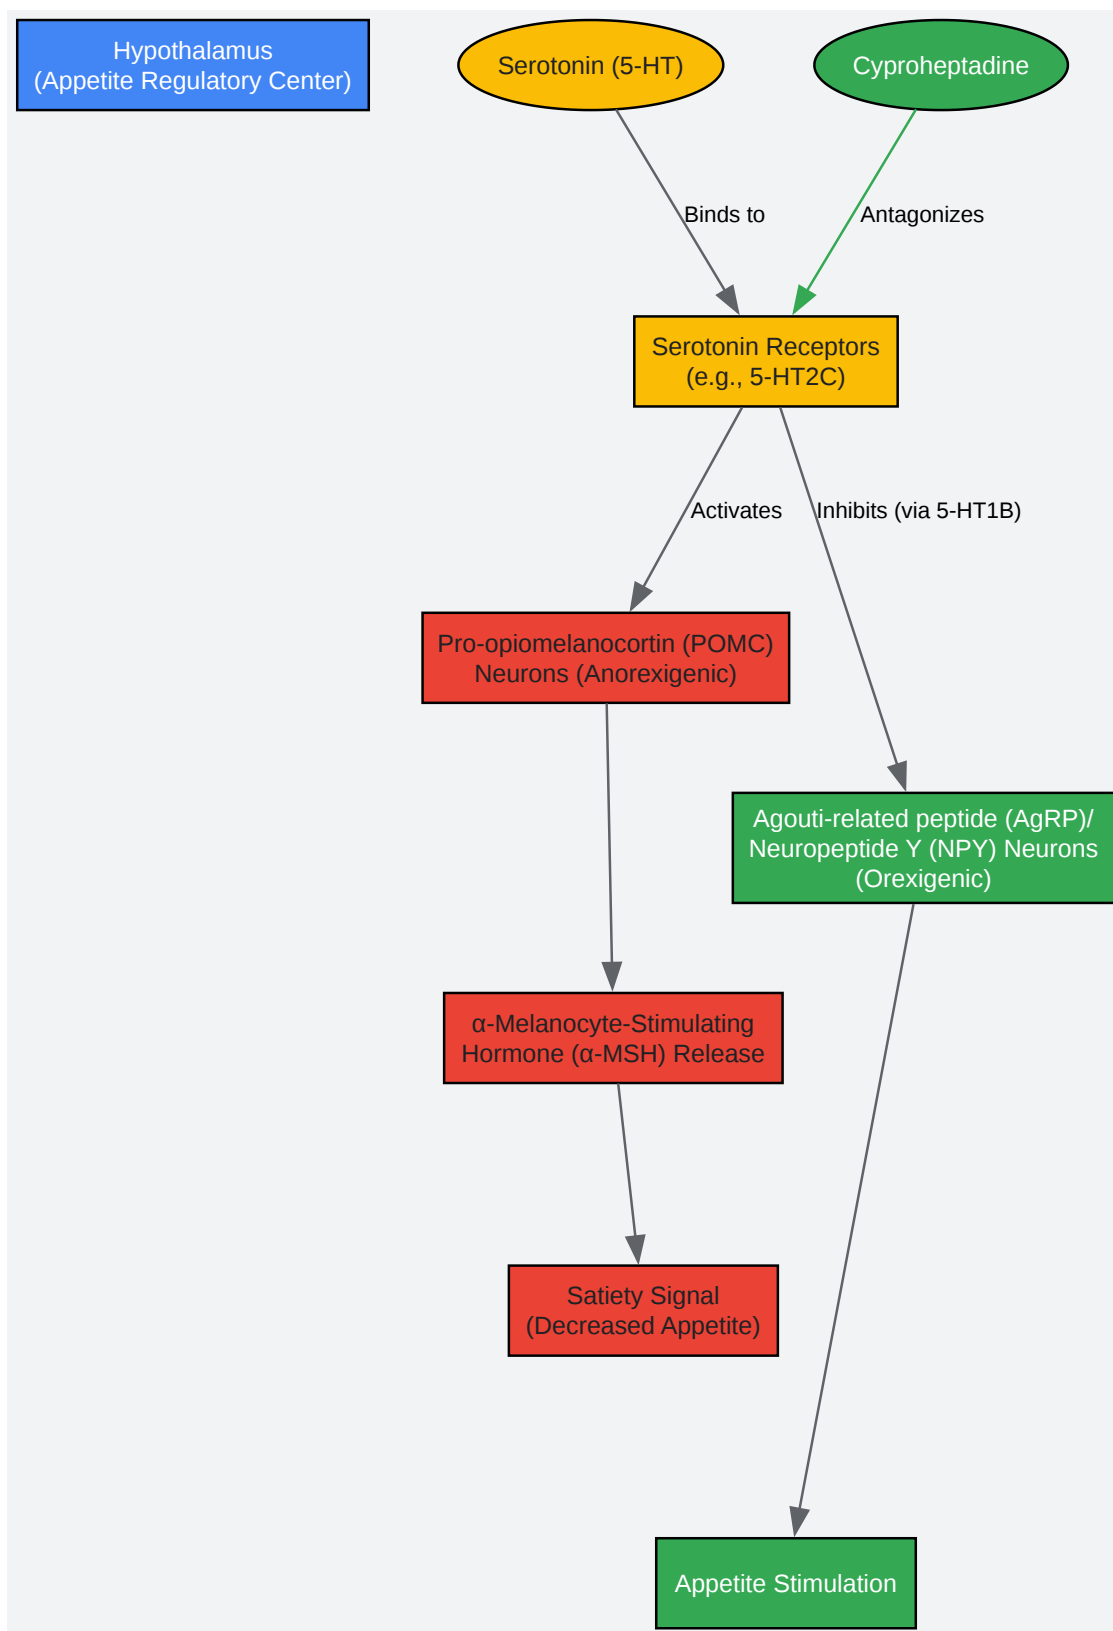 Hypothalamus
(Appetite Regulatory Center)
Serotonin (5-HT)
Cyproheptadine
Binds to
Antagonizes
Serotonin Receptors
(e.g., 5-HT2C)
Activates
Inhibits (via 5-HT1B)
Pro-opiomelanocortin (POMC)
Neurons (Anorexigenic)
Agouti-related peptide (AgRP)/
Neuropeptide Y (NPY) Neurons
(Orexigenic)
α-Melanocyte-Stimulating
Hormone (α-MSH) Release
Satiety Signal
(Decreased Appetite)
Appetite Stimulation